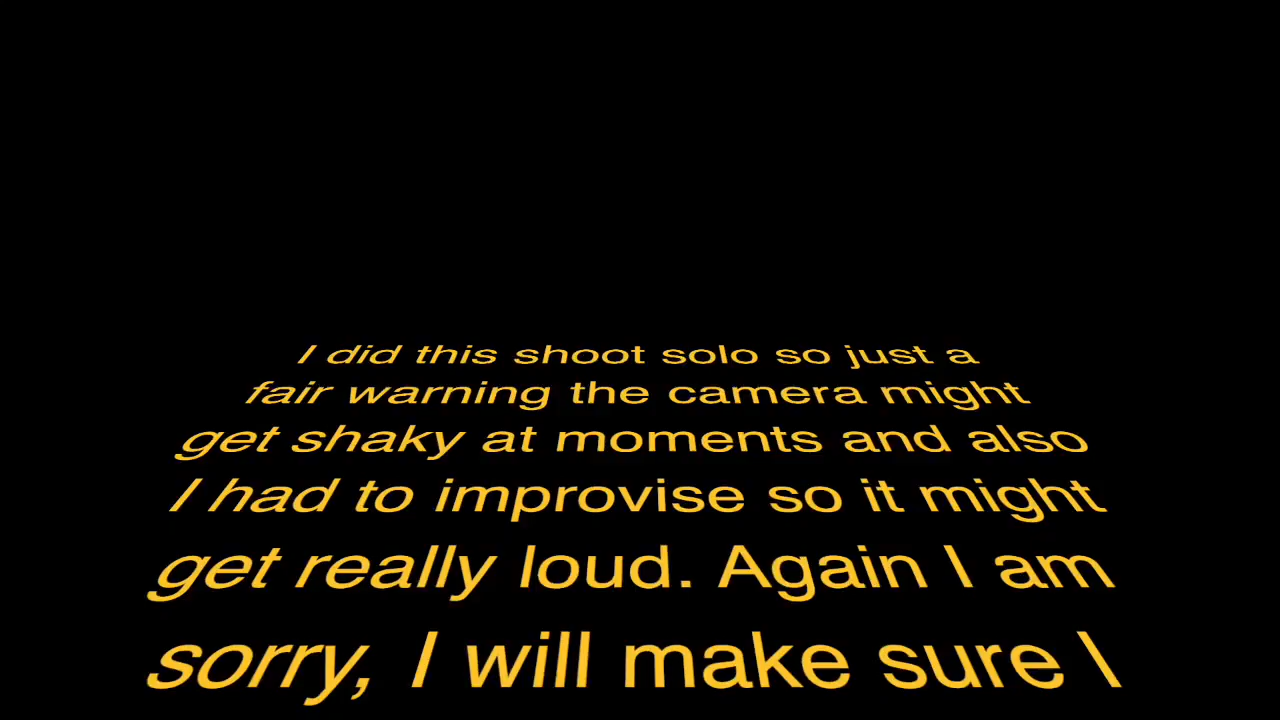 I did this shoot solo so just a
fair warning the camera might
get shaky at moments and also
I had to improvise so it might
get really loud. Again I am
sorry, I will make sure I